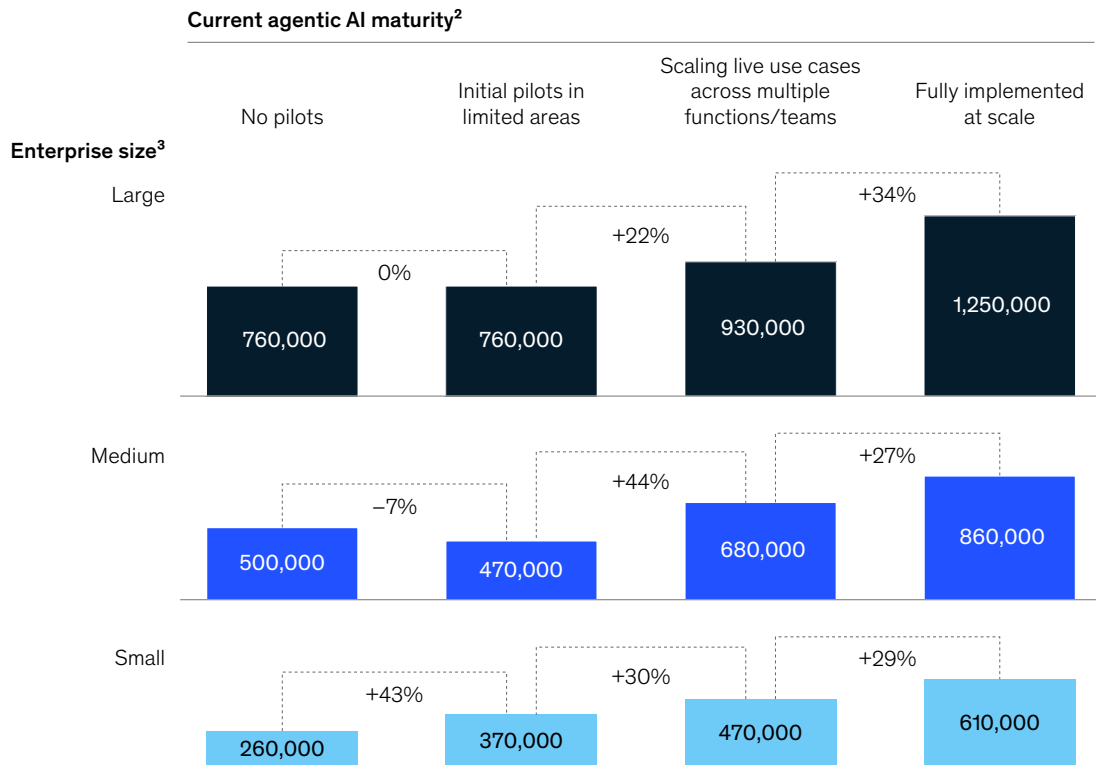 Current agentic AI maturity²
No pilots
Initial pilots in
limited areas
Scaling live use cases
across multiple
functions/teams
Fully implemented
at scale
Enterprise size³
Large
0%
+22%
+34%
760,000
760,000
930,000
1,250,000
Medium
−7%
+44%
+27%
500,000
470,000
680,000
860,000
Small
+43%
+30%
+29%
260,000
370,000
470,000
610,000